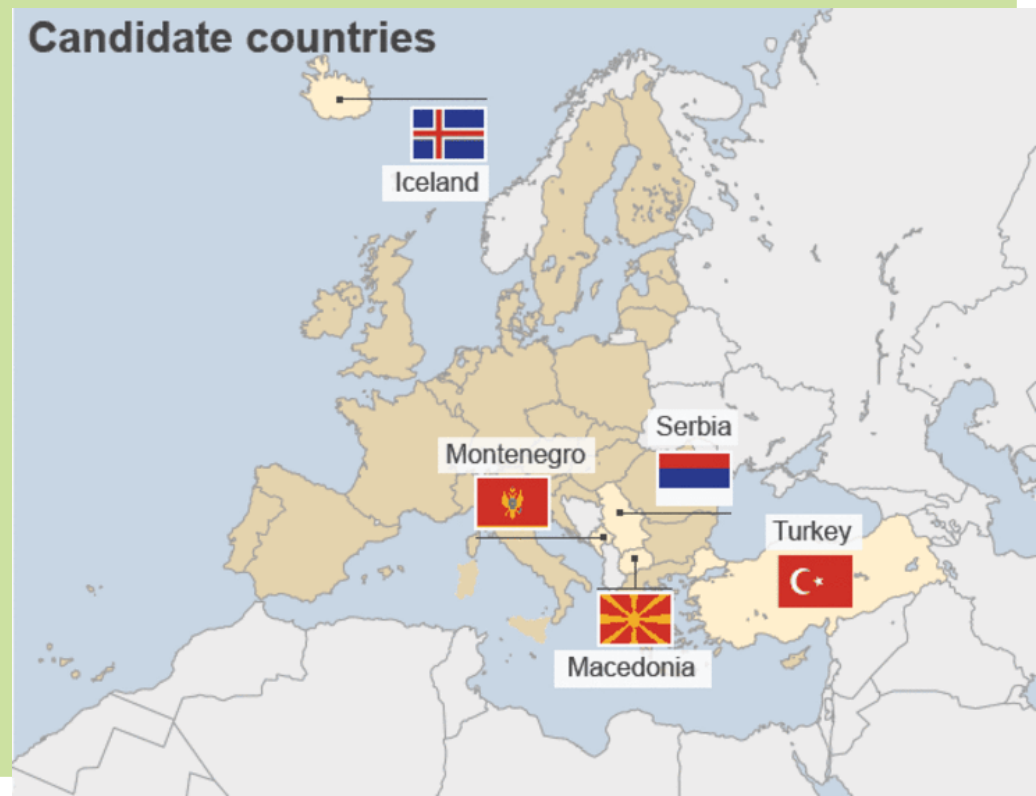 Candidate countries
Iceland
Serbia
Montenegro
Turkey
Macedonia